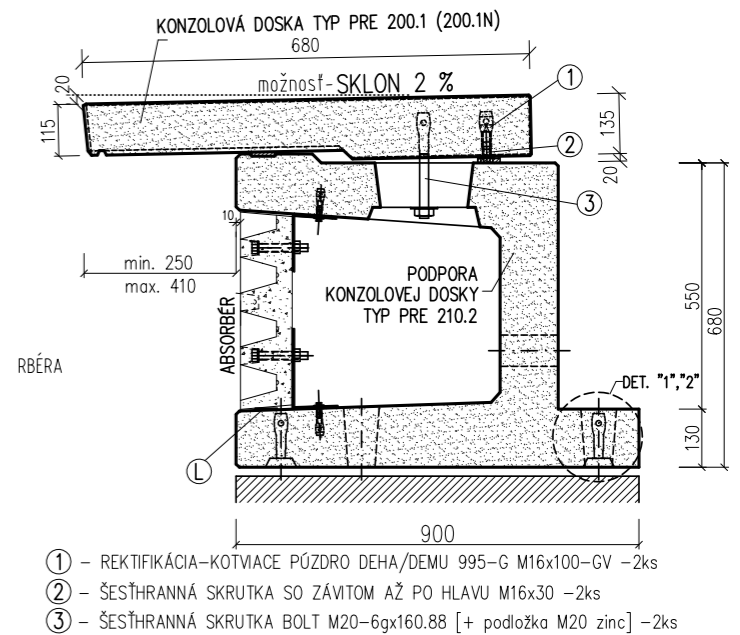 KONZOLOVÁ DOSKA TYP PRE 200.1 (200.1N)
680
možnosť-SKLON 2 %
20
115
1
135
2
20
3
10
min. 250
max. 410
PODPORA
KONZOLOVEJ DOSKY
TYP PRE 210.2
550
680
ABSORBÉR
RBÉRA
DET. "1","2"
130
L
900
1 – REKTIFIKÁCIA–KOTVIACE PÚZDRO DEHA/DEMU 995-G M16x100-GV -2ks
2 – ŠESŤHRANNÁ SKRUTKA SO ZÁVITOM AŽ PO HLAVU M16x30 -2ks
3 – ŠESŤHRANNÁ SKRUTKA BOLT M20-6gx160.88 [+ podložka M20 zinc] -2ks